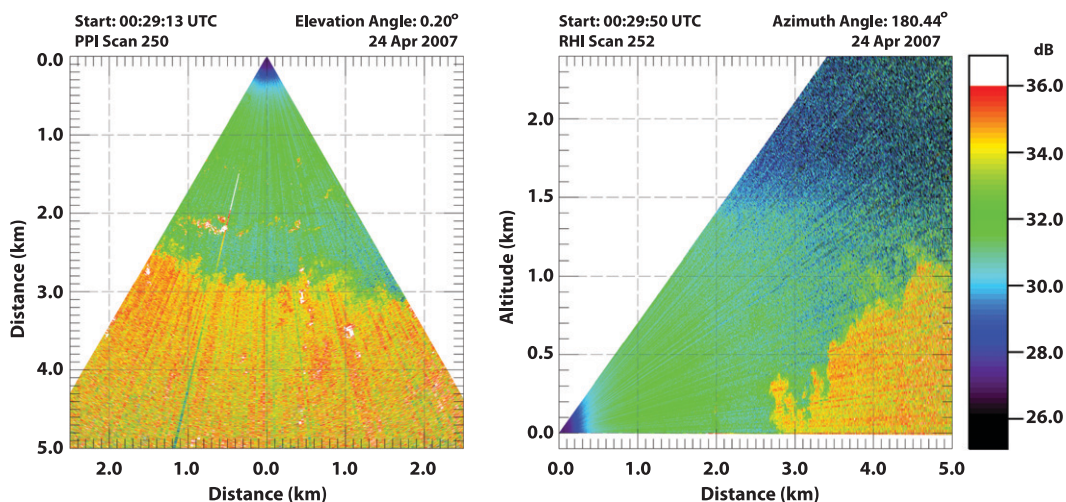 Start: 00:29:13 UTC Elevation Angle: 0.20°
PPI Scan 250 24 Apr 2007
0.0
1.0
2.0
3.0
4.0
5.0
Distance (km)
2.0 1.0 0.0 1.0 2.0
Distance (km)
Start: 00:29:50 UTC Azimuth Angle: 180.44°
RHI Scan 252 24 Apr 2007
2.0
1.5
1.0
0.5
0.0
Altitude (km)
0.0 1.0 2.0 3.0 4.0 5.0
Distance (km)
dB
36.0
34.0
32.0
30.0
28.0
26.0